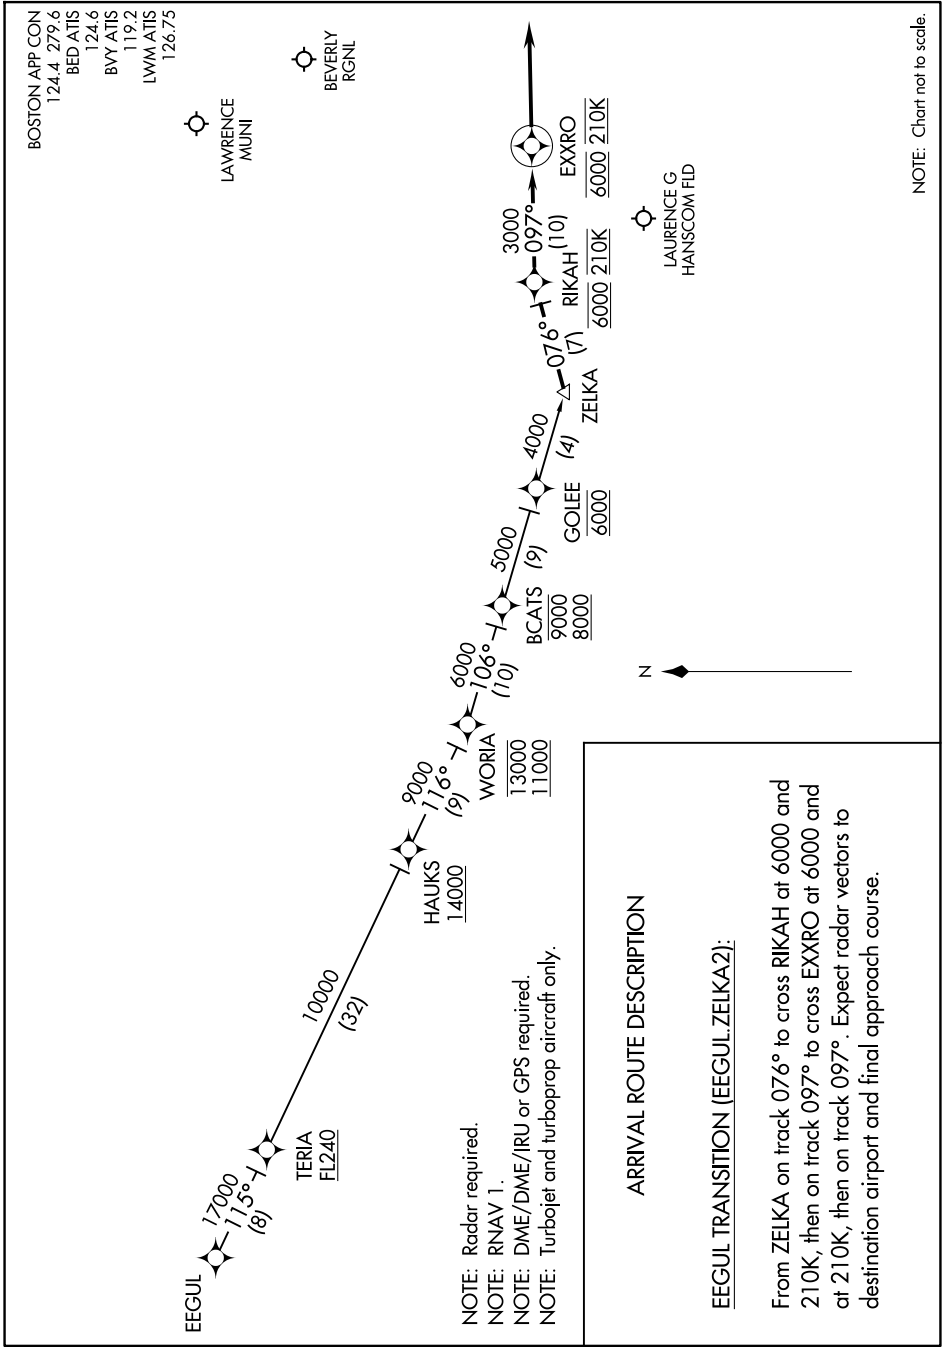 BOSTON APP CON
124.4 279.6
BED ATIS
124.6
BVY ATIS
119.2
LWM ATIS
126.75
LAWRENCE
MUNI
BEVERLY
RGNL
EEGUL
17000
115°
(8)
TERIA
FL240
10000
(32)
HAUKS
14000
9000
116°
(9)
WORIA
13000
11000
6000
106°
(10)
BCATS
9000
8000
5000
(9)
GOLEE
6000
4000
(4)
ZELKA
076°
(7)
RIKAH
6000 210K
3000
097°
(10)
EXXRO
6000 210K
LAURENCE G
HANSCOM FLD
N
NOTE: Radar required.
NOTE: RNAV 1.
NOTE: DME/DME/IRU or GPS required.
NOTE: Turbojet and turboprop aircraft only.
ARRIVAL ROUTE DESCRIPTION
EEGUL TRANSITION (EEGUL.ZELKA2):
From ZELKA on track 076° to cross RIKAH at 6000 and
210K, then on track 097° to cross EXXRO at 6000 and
at 210K, then on track 097°. Expect radar vectors to
destination airport and final approach course.
NOTE: Chart not to scale.